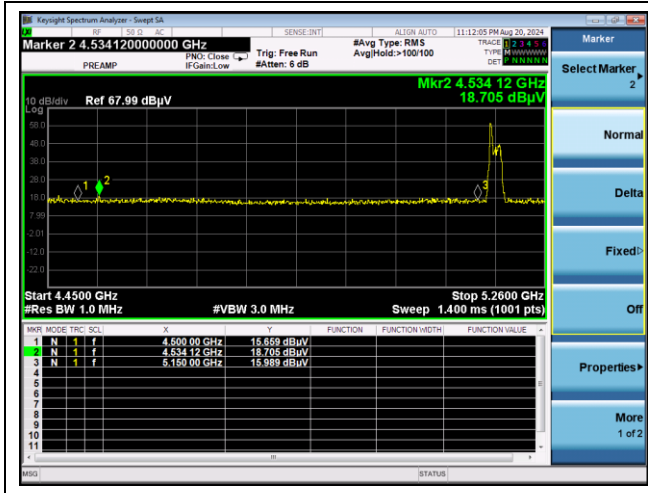 Keysight Spectrum Analyzer - Swept SA
RF 50 Ω AC SENSE:INT ALIGN AUTO 11:12:05 PM Aug 20, 2024
Marker 2 4.534120000000 GHz
PREAMP
PNO: Close
IFGain:Low
Trig: Free Run
#Atten: 6 dB
#Avg Type: RMS
Avg|Hold:>100/100
TRACE 1 2 3 4 5 6
TYPE M WWWWW
DET P N N N N N
Mkr2 4.534 12 GHz
18.705 dBµV
10 dB/div Ref 67.99 dBµV
Log
58.0
48.0
38.0
28.0
18.0
7.99
-2.01
-12.0
-22.0
1
2
3
Start 4.4500 GHz Stop 5.2600 GHz
#Res BW 1.0 MHz #VBW 3.0 MHz Sweep 1.400 ms (1001 pts)
MKR MODE TRC SCL X Y FUNCTION FUNCTION WIDTH FUNCTION VALUE
1 N 1 f 4.500 00 GHz 15.659 dBµV
2 N 1 f 4.534 12 GHz 18.705 dBµV
3 N 1 f 5.150 00 GHz 15.989 dBµV
4
5
6
7
8
9
10
11
MSG STATUS
Marker
Select Marker
2
Normal
Delta
Fixed
Off
Properties
More
1 of 2